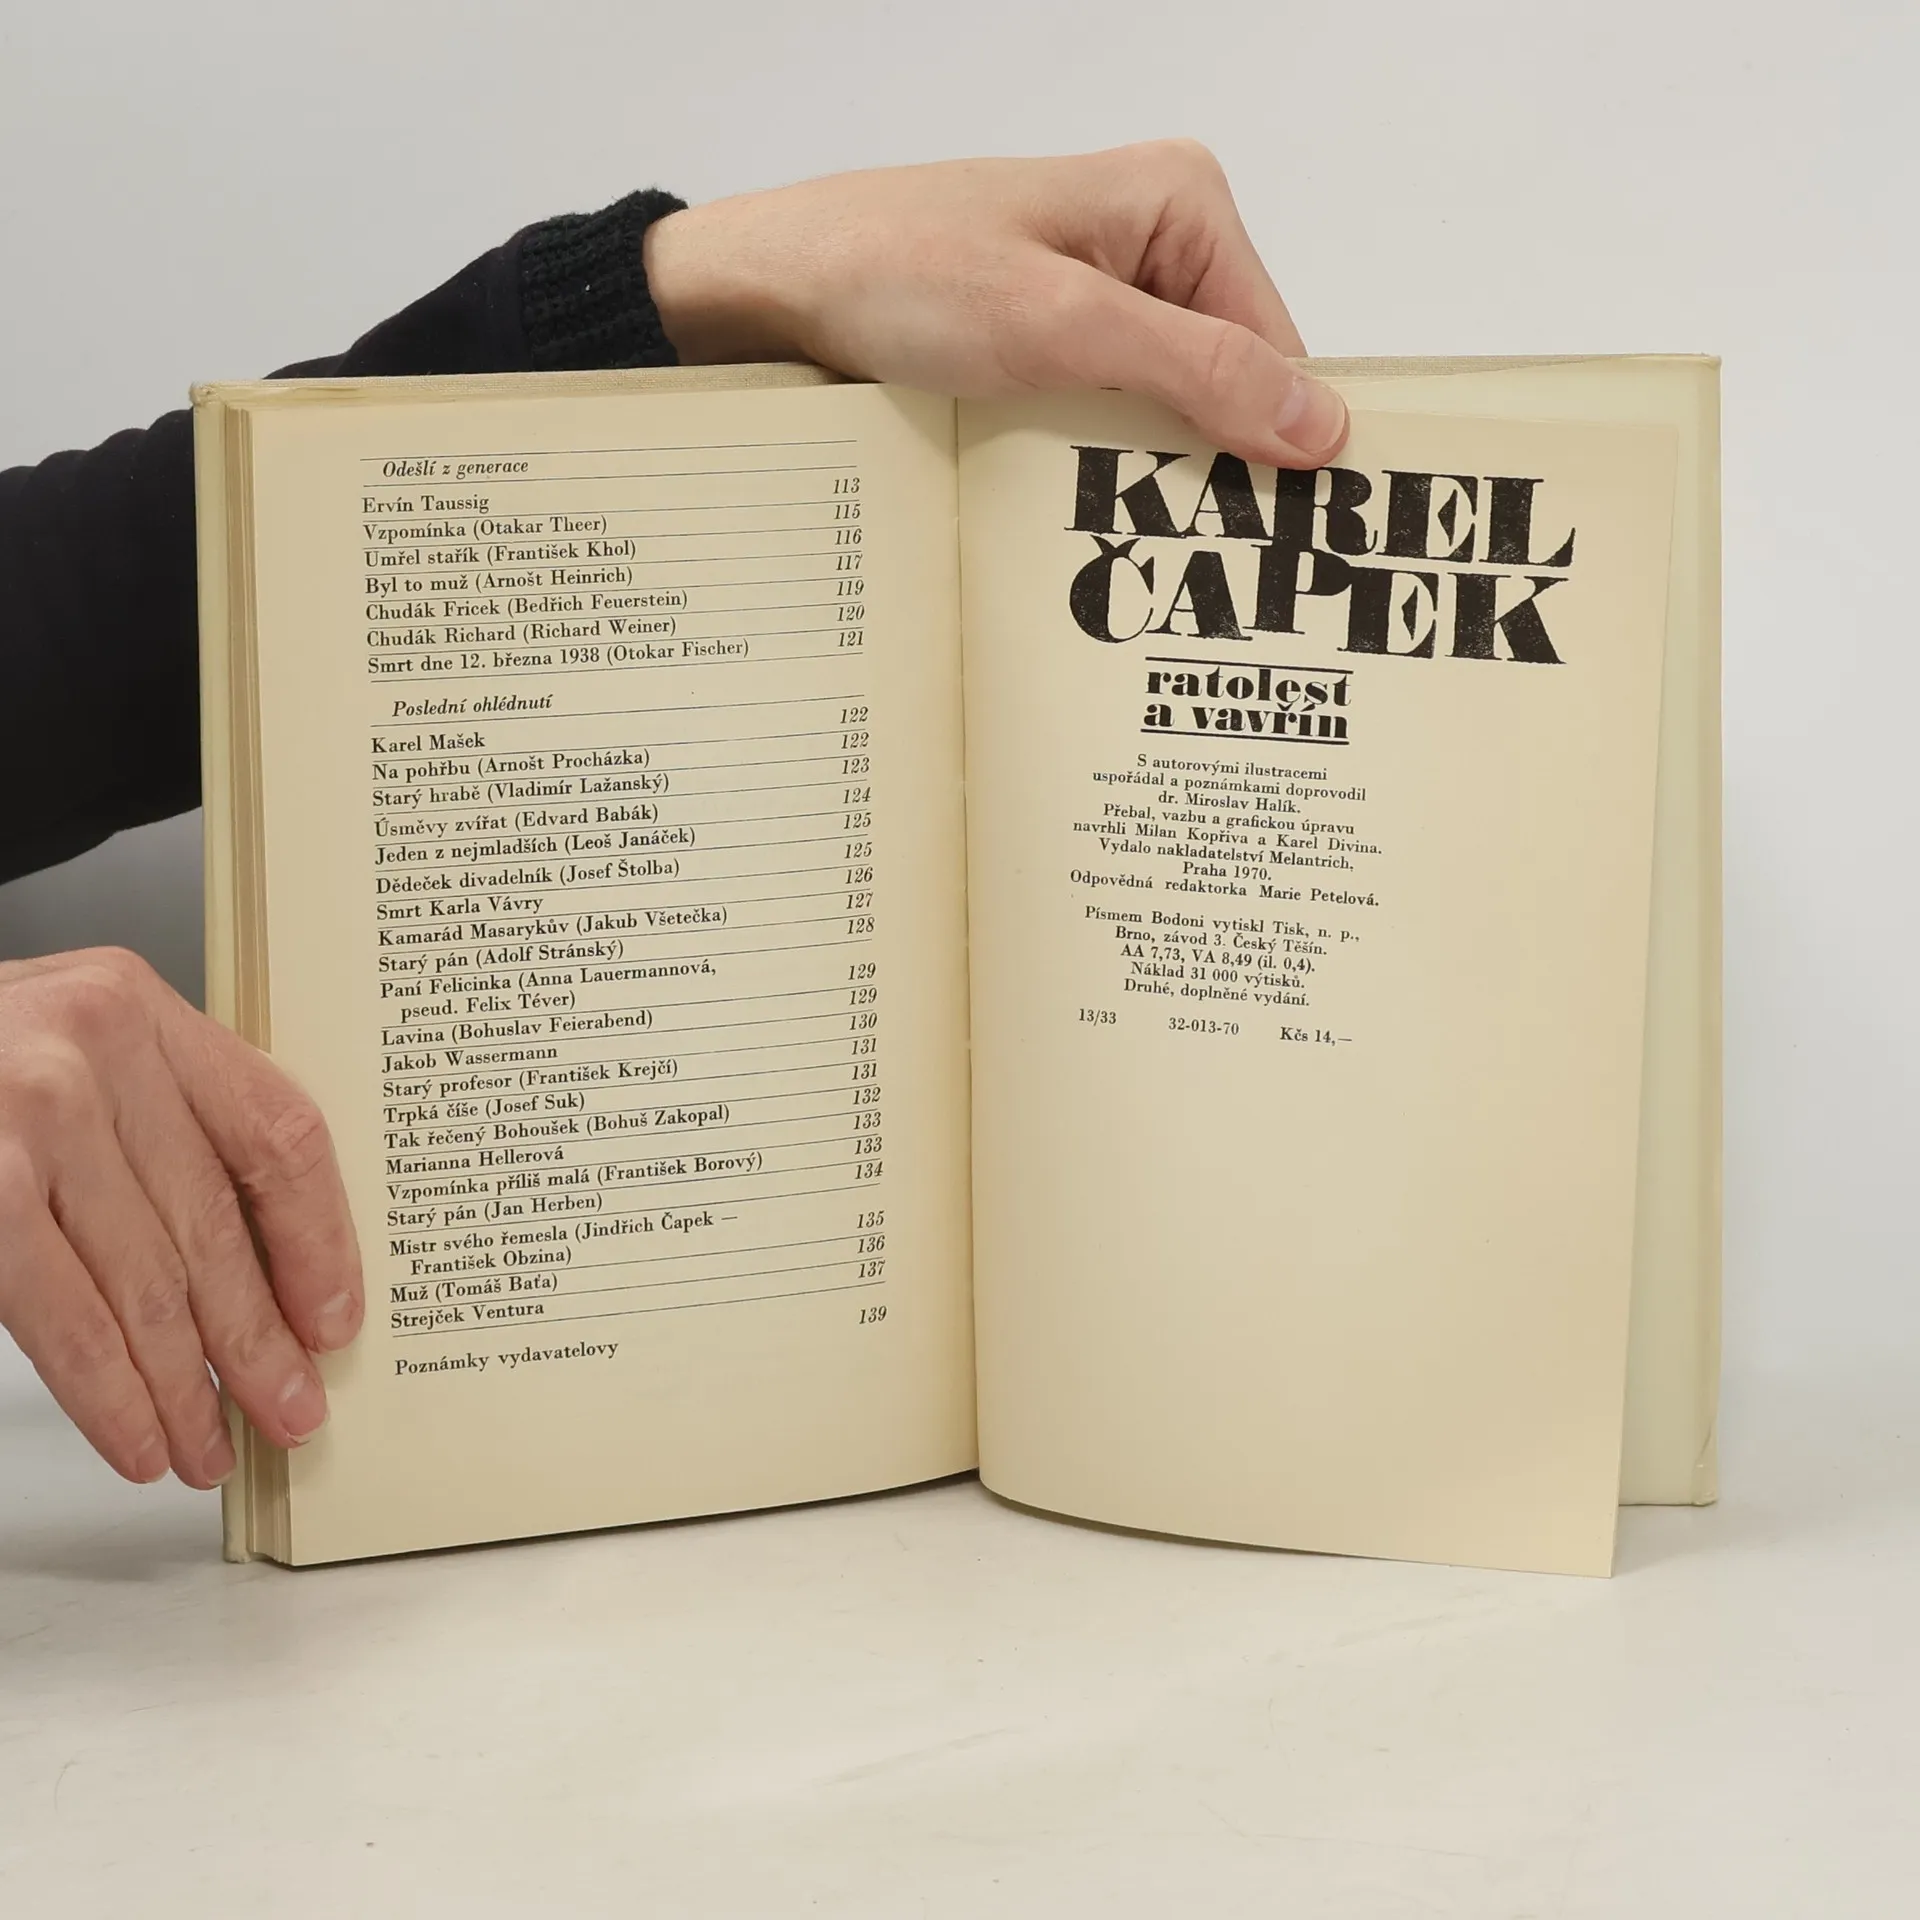 Odešlí z generace
Ervín Taussig 113
Vzpomínka (Otakar Theer) 115
Umřel stařík (František Khol) 116
Byl to muž (Arnošt Heinrich) 117
Chudák Fricek (Bedřich Feuerstein) 119
Chudák Richard (Richard Weiner) 120
Smrt dne 12. března 1938 (Otokar Fischer) 121
Poslední ohlédnutí
Karel Mašek 122
Na pohřbu (Arnošt Procházka) 122
Starý hrabě (Vladimír Lažanský) 123
Úsměvy zvířat (Edvard Babák) 124
Jeden z nejmladších (Leoš Janáček) 125
Dědeček divadelník (Josef Štolba) 125
Smrt Karla Vávry 126
Kamarád Masarykův (Jakub Všetečka) 127
Starý pán (Adolf Stránský) 128
Paní Felicinka (Anna Lauermannová,
pseud. Felix Téver) 129
Lavina (Bohuslav Feierabend) 129
Jakob Wassermann 130
Starý profesor (František Krejčí) 131
Trpká číše (Josef Suk) 131
Tak řečený Bohoušek (Bohuš Zakopal) 132
Marianna Hellerová 133
Vzpomínka příliš malá (František Borový) 133
Starý pán (Jan Herben) 134
Mistr svého řemesla (Jindřich Čapek —
František Obzina) 135
Muž (Tomáš Baťa) 136
Strejček Ventura 137
Poznámky vydavatelovy 139
KAREL
ČAPEK
ratolest
a vavřín
S autorovými ilustracemi
uspořádal a poznámkami doprovodil
dr. Miroslav Halík.
Přebal, vazbu a grafickou úpravu
navrhli Milan Kopřiva a Karel Divina.
Vydalo nakladatelství Melantrich,
Praha 1970.
Odpovědná redaktorka Marie Petelová.
Písmem Bodoni vytiskl Tisk, n. p.,
Brno, závod 3. Český Těšín.
AA 7,73, VA 8,49 (il. 0,4).
Náklad 31 000 výtisků.
Druhé, doplněné vydání.
13/33 32-013-70 Kčs 14,—